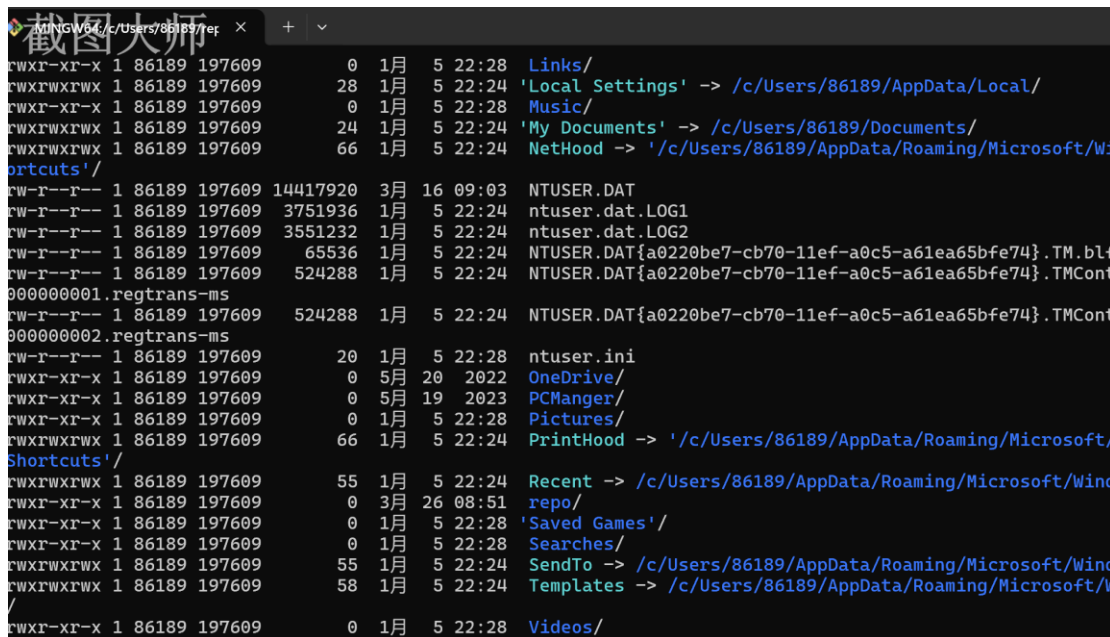 截图大师
MINGW64:/c/Users/86189/rep × + ⌄
rwxr-xr-x 1 86189 197609        0  1月  5 22:28  Links/
rwxrwxrwx 1 86189 197609       28  1月  5 22:24 'Local Settings' -> /c/Users/86189/AppData/Local/
rwxr-xr-x 1 86189 197609        0  1月  5 22:28  Music/
rwxrwxrwx 1 86189 197609       24  1月  5 22:24 'My Documents' -> /c/Users/86189/Documents/
rwxrwxrwx 1 86189 197609       66  1月  5 22:24  NetHood -> '/c/Users/86189/AppData/Roaming/Microsoft/Wi
ortcuts'/
rw-r--r-- 1 86189 197609 14417920  3月 16 09:03  NTUSER.DAT
rw-r--r-- 1 86189 197609  3751936  1月  5 22:24  ntuser.dat.LOG1
rw-r--r-- 1 86189 197609  3551232  1月  5 22:24  ntuser.dat.LOG2
rw-r--r-- 1 86189 197609    65536  1月  5 22:24  NTUSER.DAT{a0220be7-cb70-11ef-a0c5-a61ea65bfe74}.TM.blf
rw-r--r-- 1 86189 197609   524288  1月  5 22:24  NTUSER.DAT{a0220be7-cb70-11ef-a0c5-a61ea65bfe74}.TMCont
000000001.regtrans-ms
rw-r--r-- 1 86189 197609   524288  1月  5 22:24  NTUSER.DAT{a0220be7-cb70-11ef-a0c5-a61ea65bfe74}.TMCont
000000002.regtrans-ms
rw-r--r-- 1 86189 197609       20  1月  5 22:28  ntuser.ini
rwxr-xr-x 1 86189 197609        0  5月 20  2022  OneDrive/
rwxr-xr-x 1 86189 197609        0  5月 19  2023  PCManger/
rwxr-xr-x 1 86189 197609        0  1月  5 22:28  Pictures/
rwxrwxrwx 1 86189 197609       66  1月  5 22:24  PrintHood -> '/c/Users/86189/AppData/Roaming/Microsoft/
Shortcuts'/
rwxrwxrwx 1 86189 197609       55  1月  5 22:24  Recent -> /c/Users/86189/AppData/Roaming/Microsoft/Wind
rwxr-xr-x 1 86189 197609        0  3月 26 08:51  repo/
rwxr-xr-x 1 86189 197609        0  1月  5 22:28 'Saved Games'/
rwxr-xr-x 1 86189 197609        0  1月  5 22:28  Searches/
rwxrwxrwx 1 86189 197609       55  1月  5 22:24  SendTo -> /c/Users/86189/AppData/Roaming/Microsoft/Wind
rwxrwxrwx 1 86189 197609       58  1月  5 22:24  Templates -> /c/Users/86189/AppData/Roaming/Microsoft/W
/
rwxr-xr-x 1 86189 197609        0  1月  5 22:28  Videos/